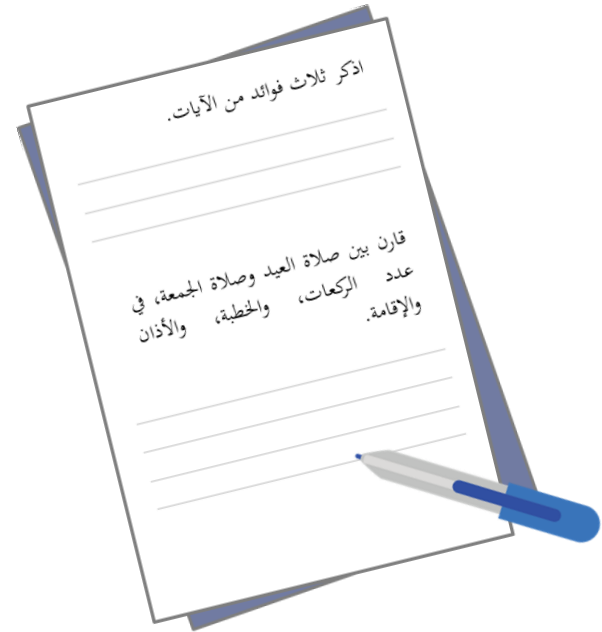 اذكر ثلاث فوائد من الآيات.
قارن بين صلاة العيد وصلاة الجمعة، في
عدد الركعات، والخطبة، والأذان
والإقامة.